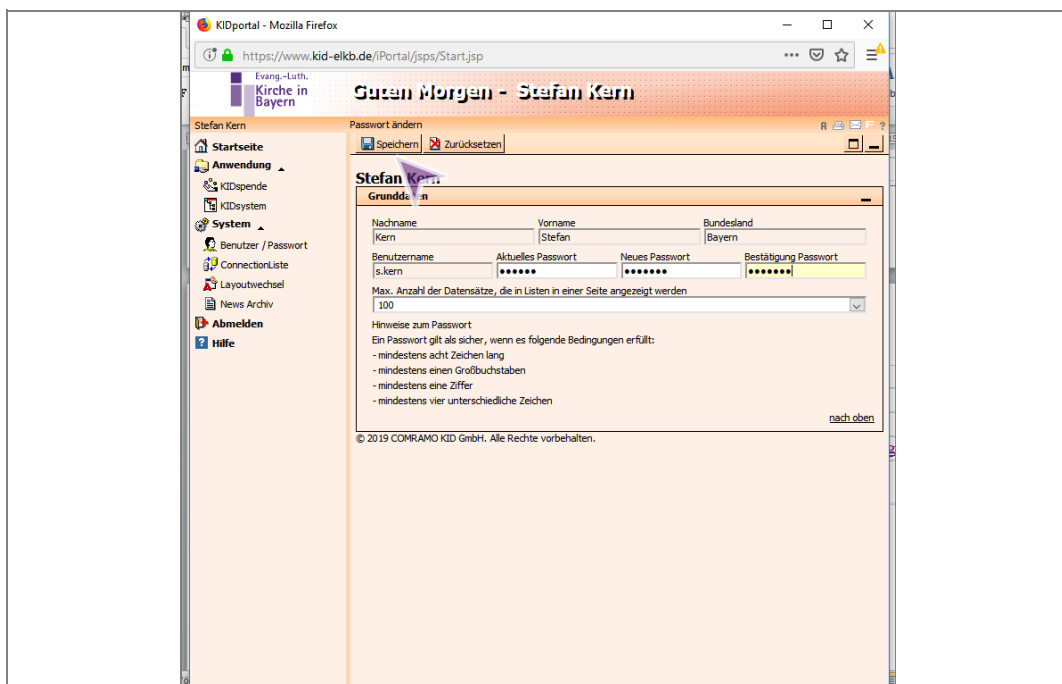 KIDportal - Mozilla Firefox
https://www.kid-elkb.de/iPortal/jsps/Start.jsp
Evang.-Luth.
Kirche in
Bayern
Guten Morgen - Stefan Kern
Stefan Kern
Passwort ändern
Startseite
Anwendung
KIDspende
KIDsystem
System
Benutzer / Passwort
ConnectionListe
Layoutwechsel
News Archiv
Abmelden
Hilfe
Speichern Zurücksetzen
Stefan Kern
Grunddaten
Nachname Vorname Bundesland
Kern Stefan Bayern
Benutzername Aktuelles Passwort Neues Passwort Bestätigung Passwort
s.kern •••••• ••••••• •••••••
Max. Anzahl der Datensätze, die in Listen in einer Seite angezeigt werden
100
Hinweise zum Passwort
Ein Passwort gilt als sicher, wenn es folgende Bedingungen erfüllt:
- mindestens acht Zeichen lang
- mindestens einen Großbuchstaben
- mindestens eine Ziffer
- mindestens vier unterschiedliche Zeichen
nach oben
© 2019 COMRAMO KID GmbH. Alle Rechte vorbehalten.